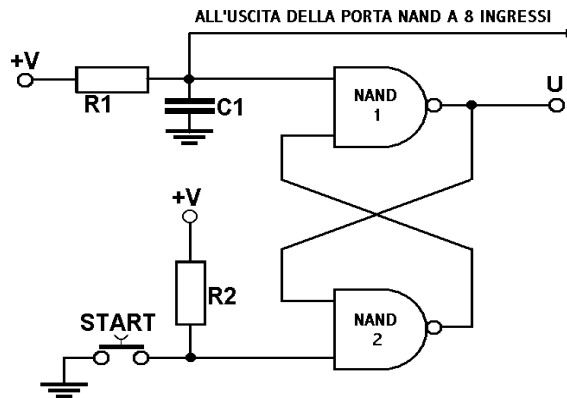 ALL'USCITA DELLA PORTA NAND A 8 INGRESSI
+V
R1
C1
NAND
1
U
+V
R2
START
NAND
2